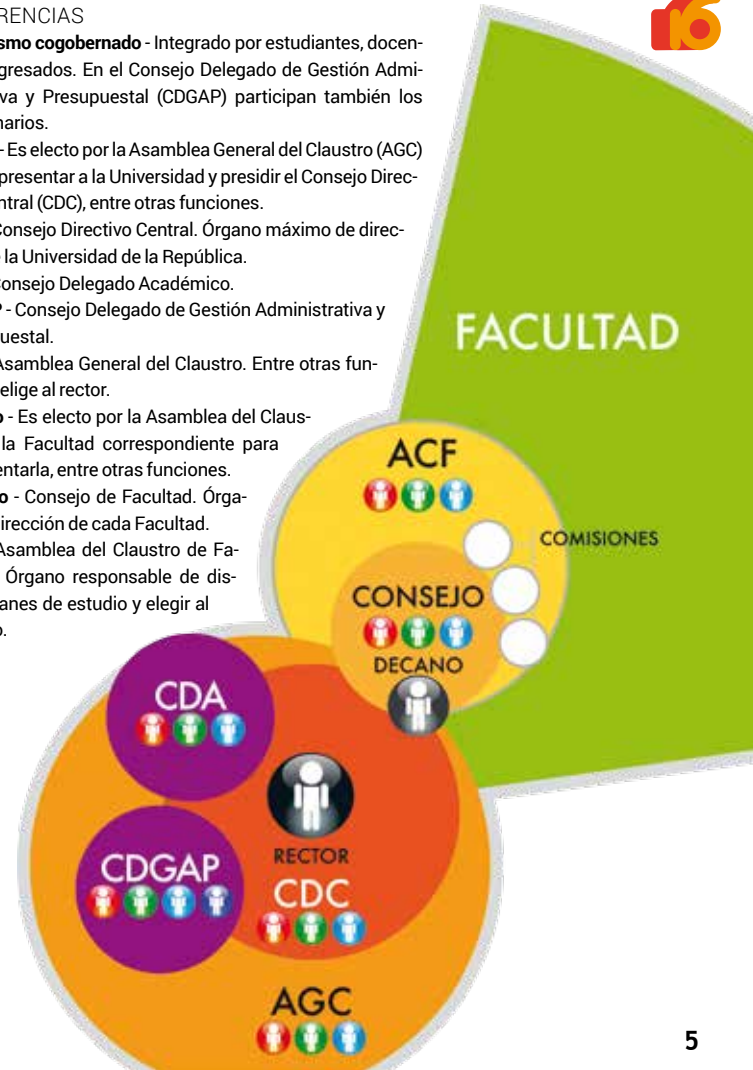 RENCIAS
smo cogobernado - Integrado por estudiantes, docen-
gresados. En el Consejo Delegado de Gestión Admi-
va y Presupuestal (CDGAP) participan también los
narios.
- Es electo por la Asamblea General del Claustro (AGC)
presentar a la Universidad y presidir el Consejo Direc-
ntral (CDC), entre otras funciones.
Consejo Directivo Central. Órgano máximo de direc-
la Universidad de la República.
Consejo Delegado Académico.
P - Consejo Delegado de Gestión Administrativa y
uestal.
Asamblea General del Claustro. Entre otras fun-
elige al rector.
o - Es electo por la Asamblea del Claus-
la Facultad correspondiente para
entarla, entre otras funciones.
o - Consejo de Facultad. Órga-
irección de cada Facultad.
Asamblea del Claustro de Fa-
Órgano responsable de dis-
anes de estudio y elegir al
o.
FACULTAD
ACF
COMISIONES
CONSEJO
DECANO
CDA
RECTOR
CDGAP
CDC
AGC
5